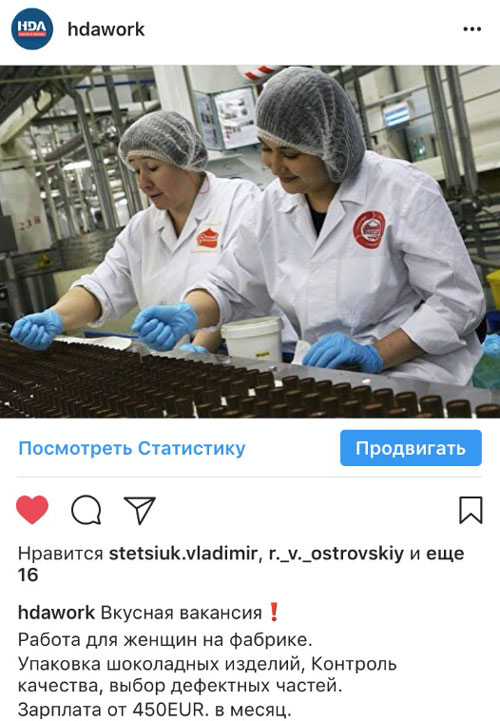 HDA
hdawork
Посмотреть Статистику
Продвигать
Нравится stetsiuk.vladimir, r._v._ostrovskiy и еще
16
hdawork Вкусная вакансия❗
Работа для женщин на фабрике.
Упаковка шоколадных изделий, Контроль
качества, выбор дефектных частей.
Зарплата от 450EUR. в месяц.